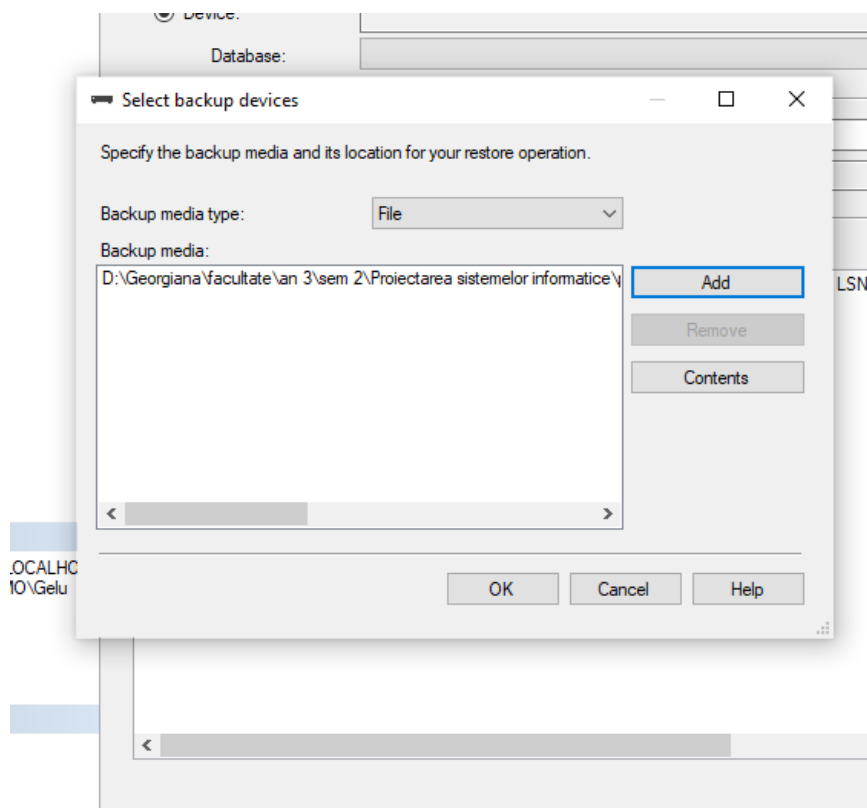 Device:
Database:
Select backup devices
Specify the backup media and its location for your restore operation.
Backup media type:
File
Backup media:
D:\Georgiana\facultate\an 3\sem 2\Proiectarea sistemelor informatice\
Add
LSN
Remove
Contents
OK
Cancel
Help
\Gelu